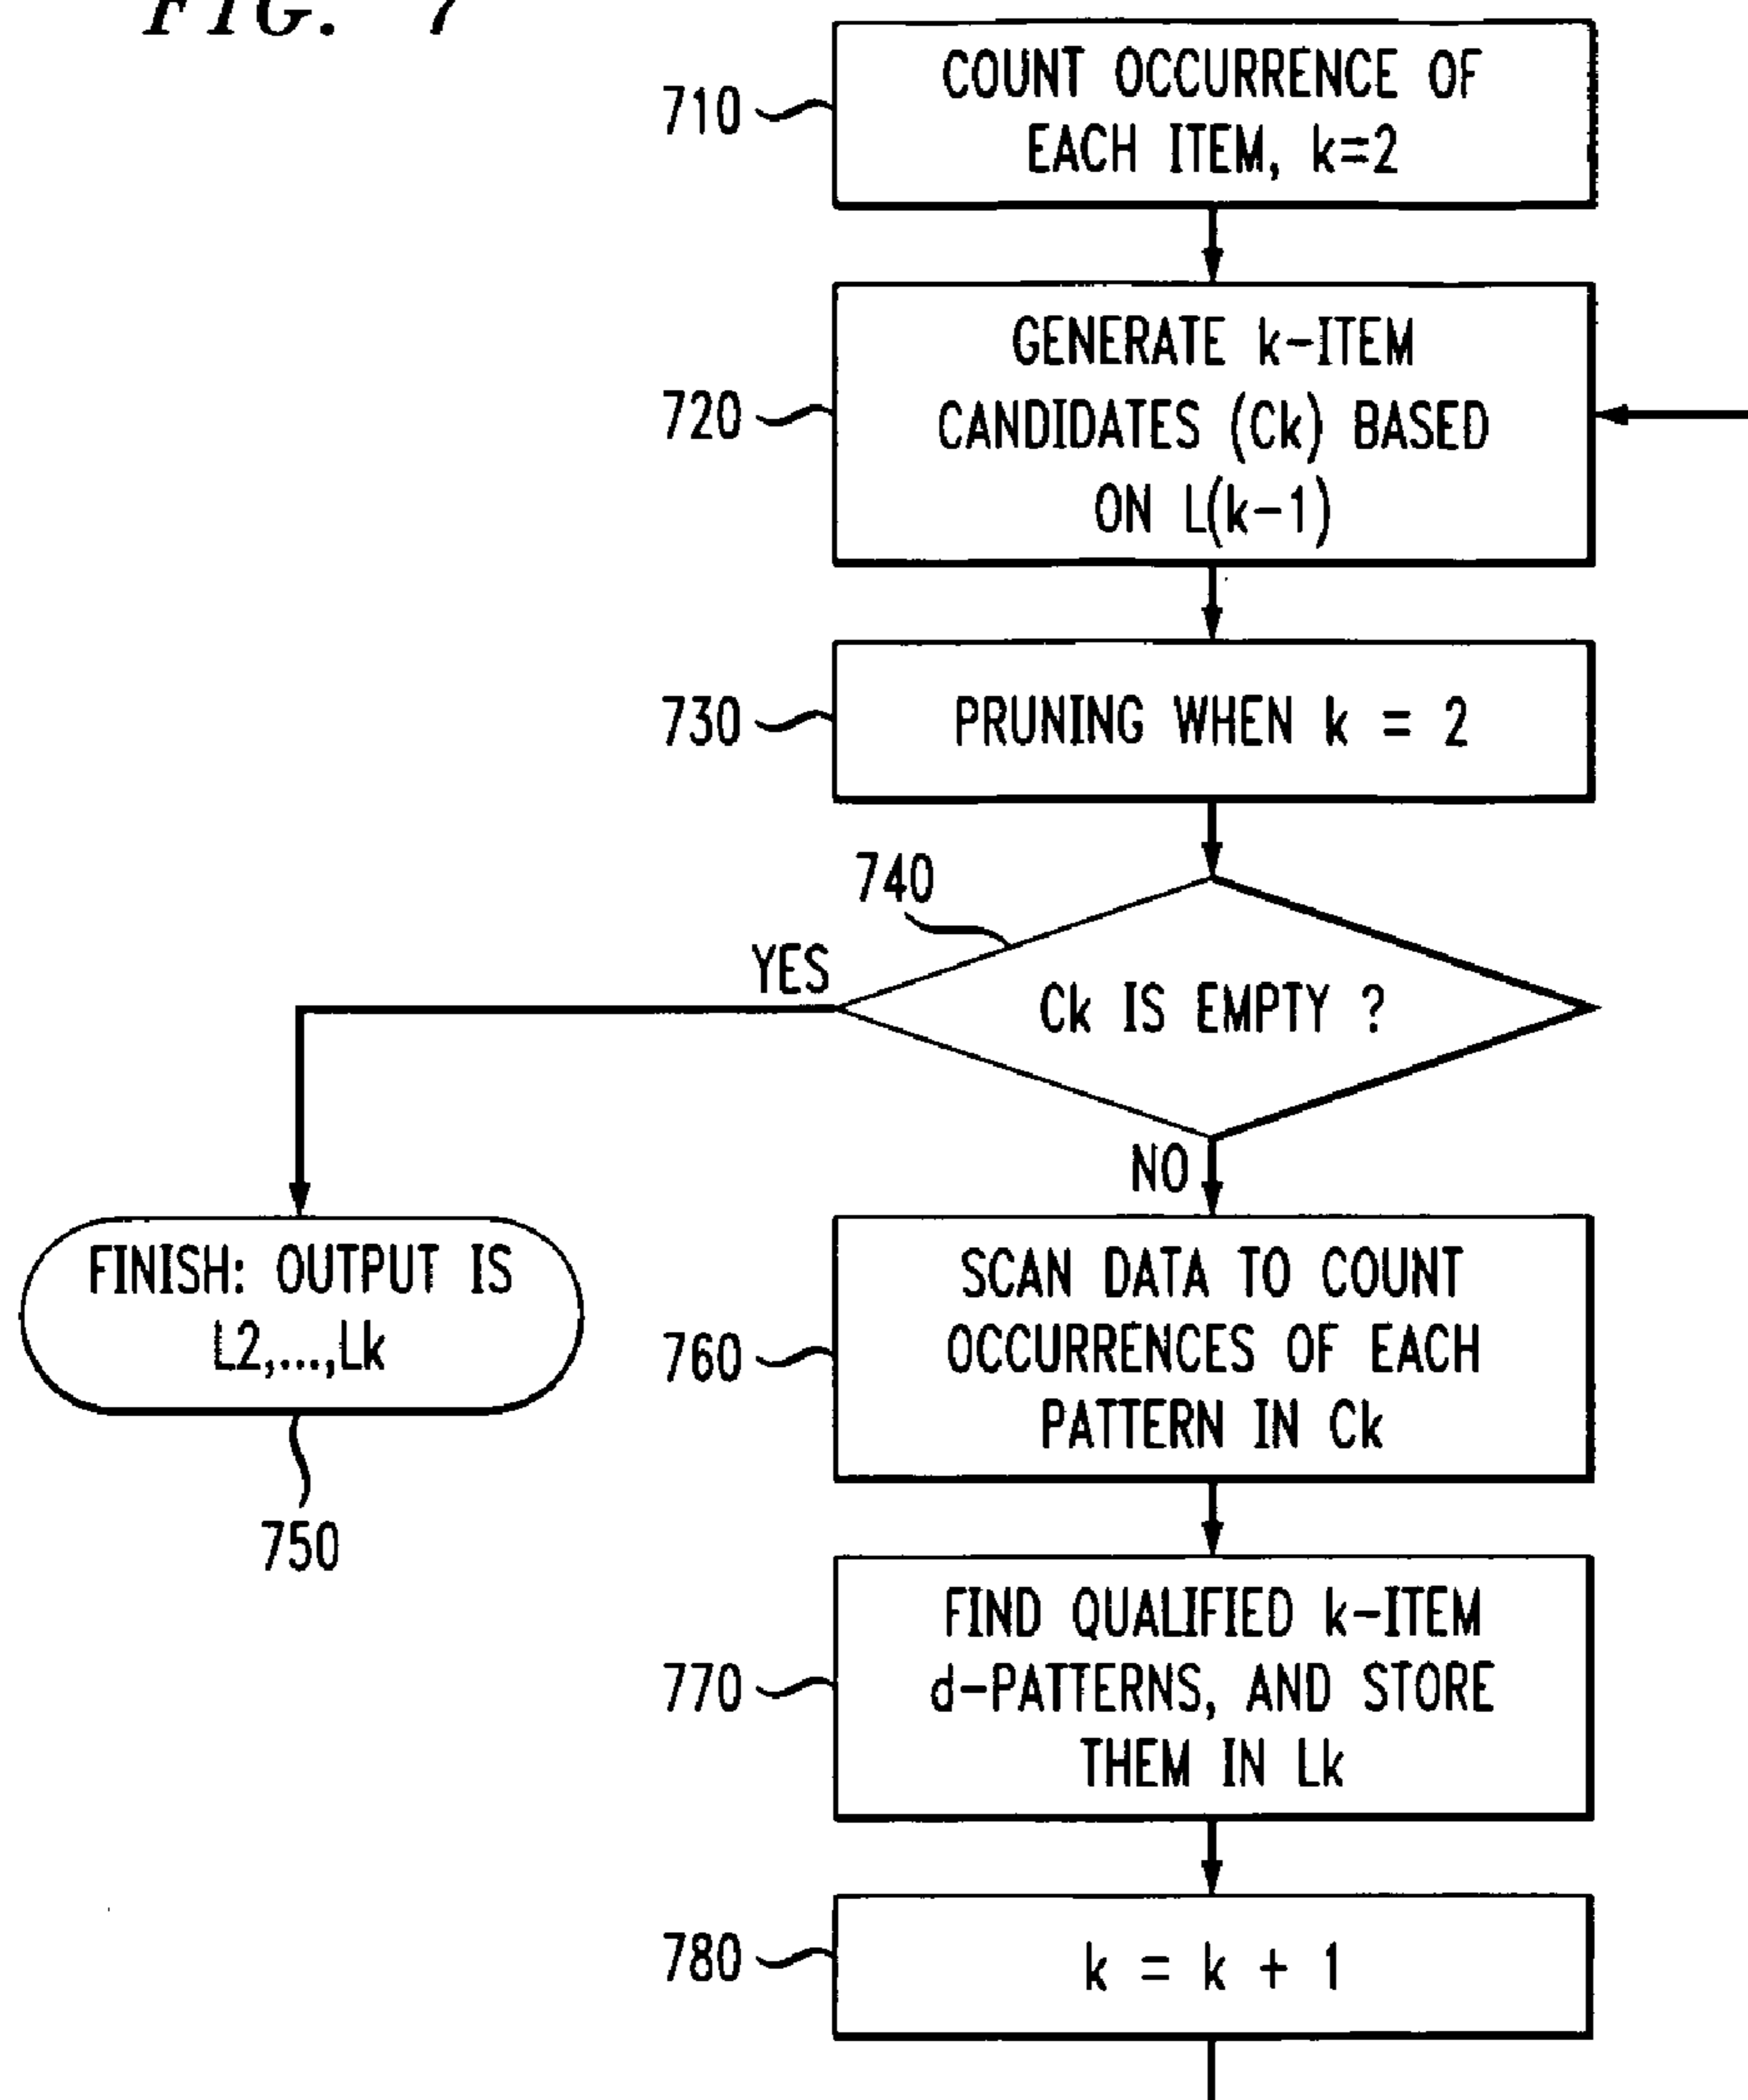 FIG. 7
710
COUNT OCCURRENCE OF
EACH ITEM, k=2
720
GENERATE k-ITEM
CANDIDATES (Ck) BASED
ON L(k-1)
730
PRUNING WHEN k = 2
740
YES
Ck IS EMPTY ?
NO
FINISH: OUTPUT IS
L2,...,Lk
750
760
SCAN DATA TO COUNT
OCCURRENCES OF EACH
PATTERN IN Ck
770
FIND QUALIFIED k-ITEM
d-PATTERNS, AND STORE
THEM IN Lk
780
k = k + 1